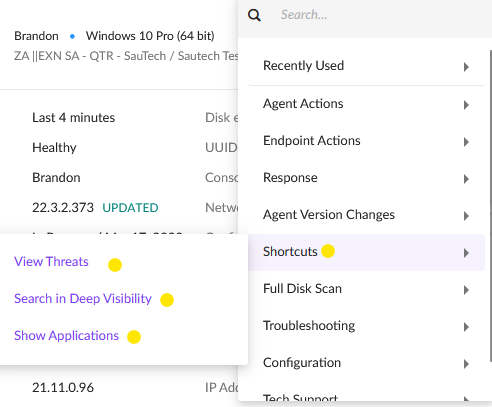 Brandon • Windows 10 Pro (64 bit)
ZA ||EXN SA - QTR - SauTech / Sautech Tes
Last 4 minutes Disk e
Healthy UUID
Brandon Conso
22.3.2.373 UPDATED Netwo
View Threats
Search in Deep Visibility
Show Applications
21.11.0.96 IP Add
Search...
Recently Used
Agent Actions
Endpoint Actions
Response
Agent Version Changes
Shortcuts
Full Disk Scan
Troubleshooting
Configuration
Tech Support